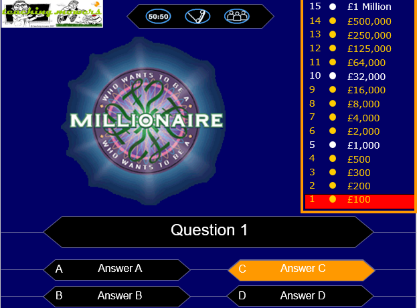 50:50
WHO WANTS TO BE A
MILLIONAIRE
WHO WANTS TO BE A
15 £1 Million
14 £500,000
13 £250,000
12 £125,000
11 £64,000
10 £32,000
9 £16,000
8 £8,000
7 £4,000
6 £2,000
5 £1,000
4 £500
3 £300
2 £200
1 £100
Question 1
A Answer A
C Answer C
B Answer B
D Answer D